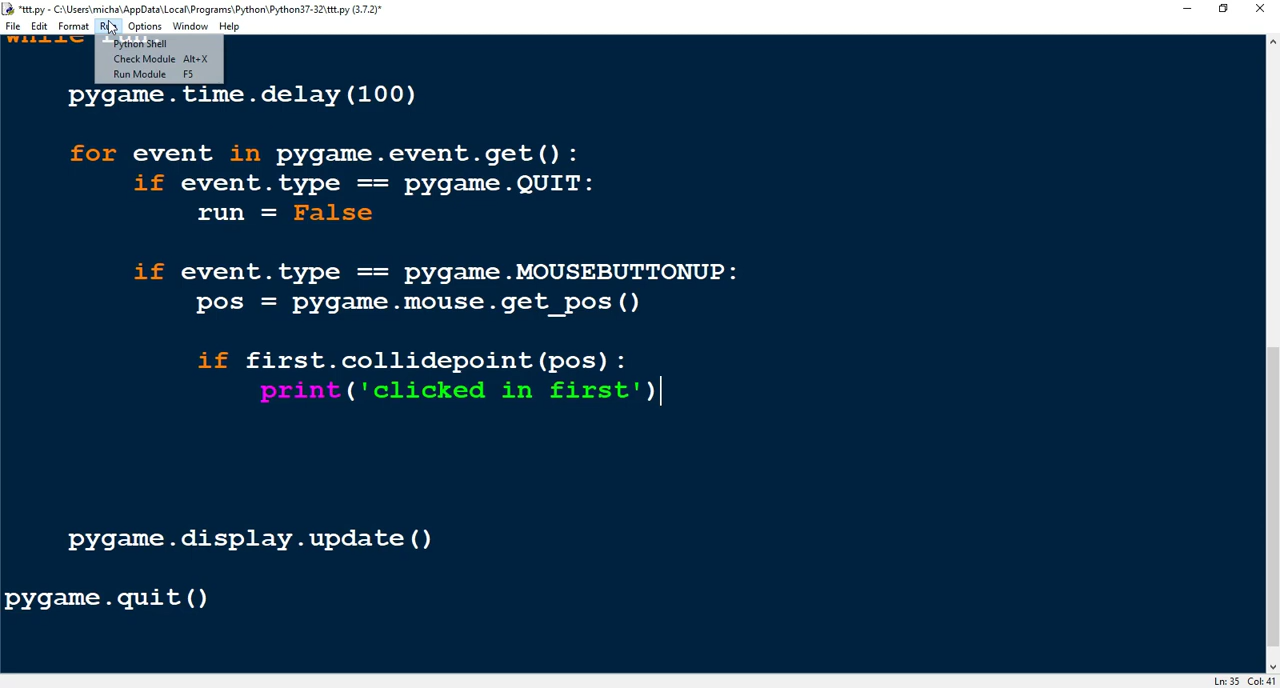 *ttt.py - C:\Users\micha\AppData\Local\Programs\Python\Python37-32\ttt.py (3.7.2)*
File Edit Format Run Options Window Help
Python Shell
Check Module Alt+X
Run Module F5
while run:
pygame.time.delay(100)
for event in pygame.event.get():
if event.type == pygame.QUIT:
run = False
if event.type == pygame.MOUSEBUTTONUP:
pos = pygame.mouse.get_pos()
if first.collidepoint(pos):
print('clicked in first')
pygame.display.update()
pygame.quit()
Ln: 35 Col: 41